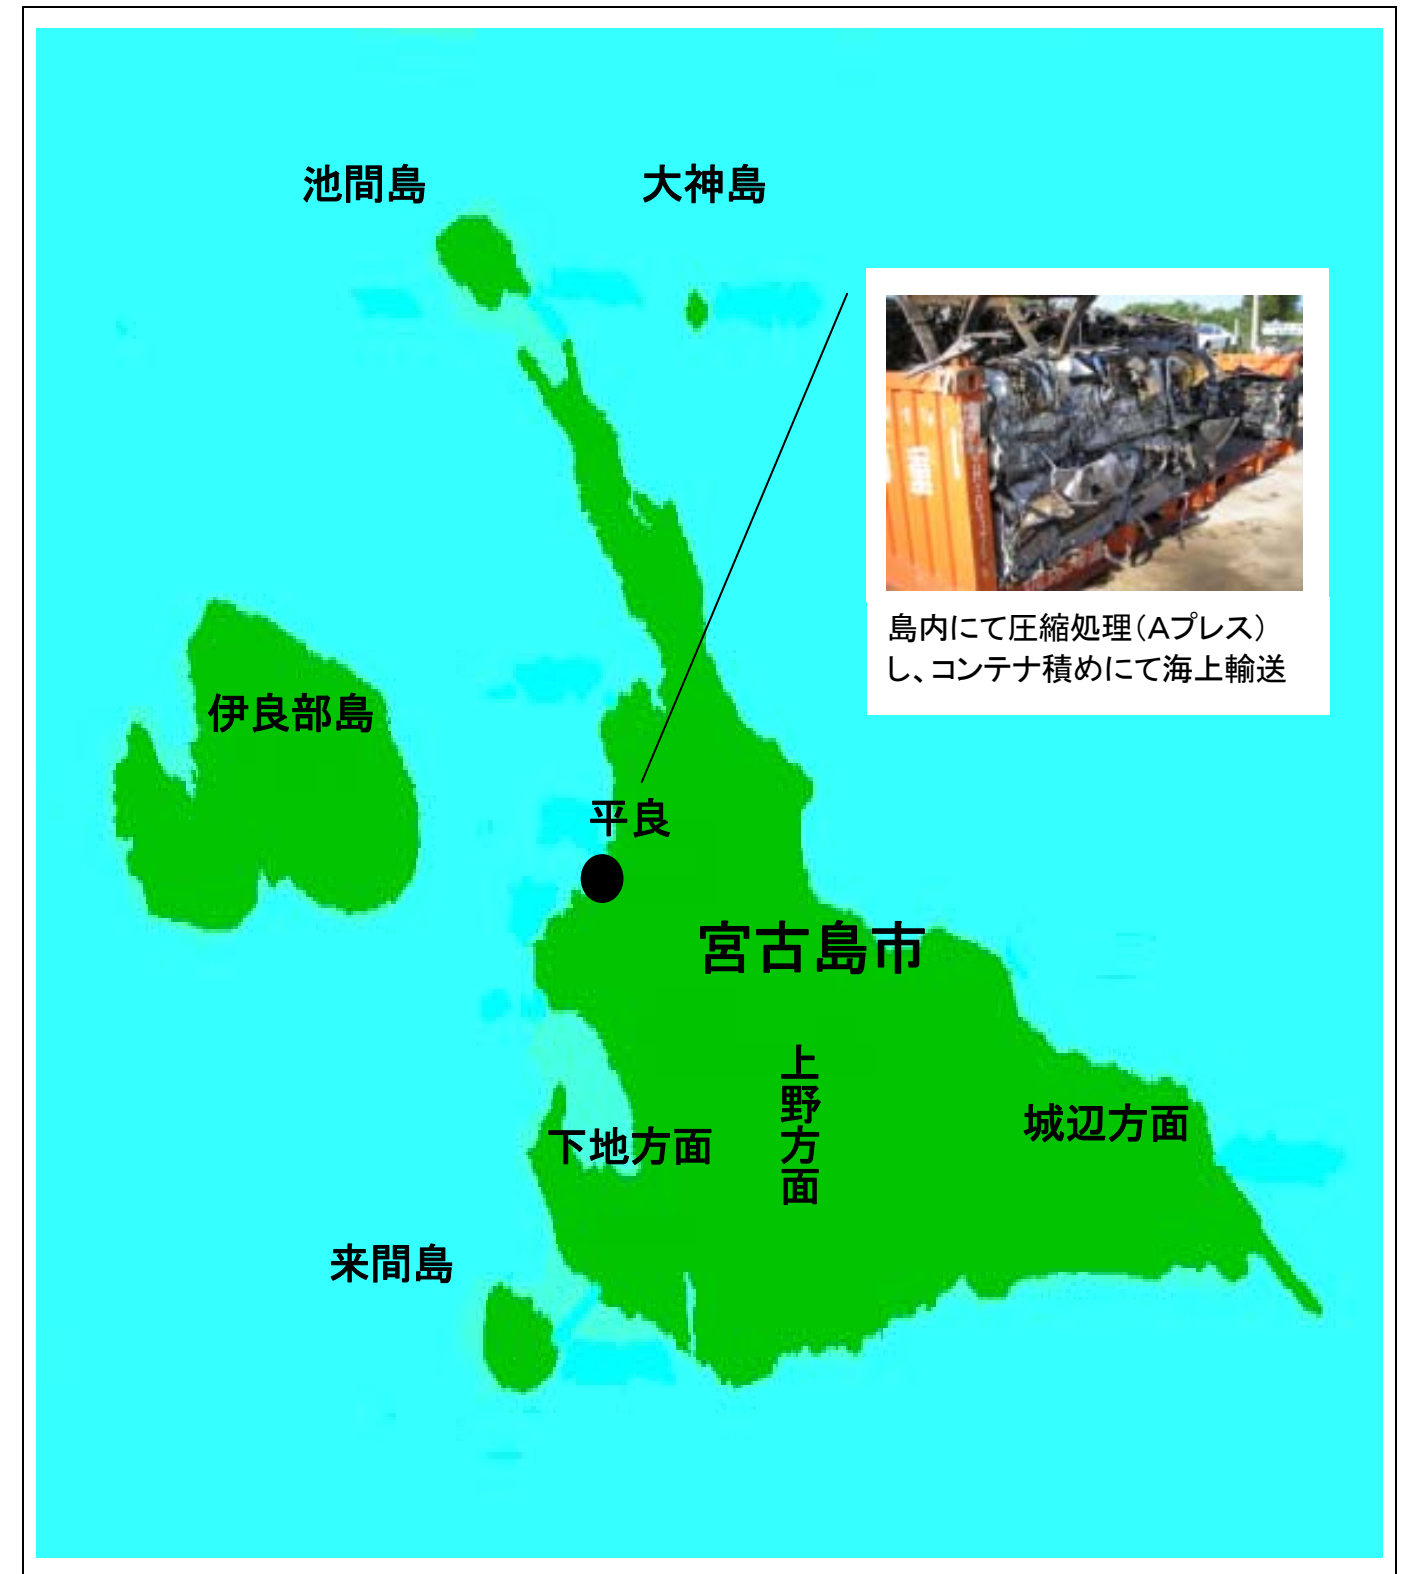 池間島
大神島
島内にて圧縮処理（Aプレス）
し、コンテナ積めにて海上輸送
伊良部島
平良
宮古島市
上野方面
城辺方面
下地方面
来間島